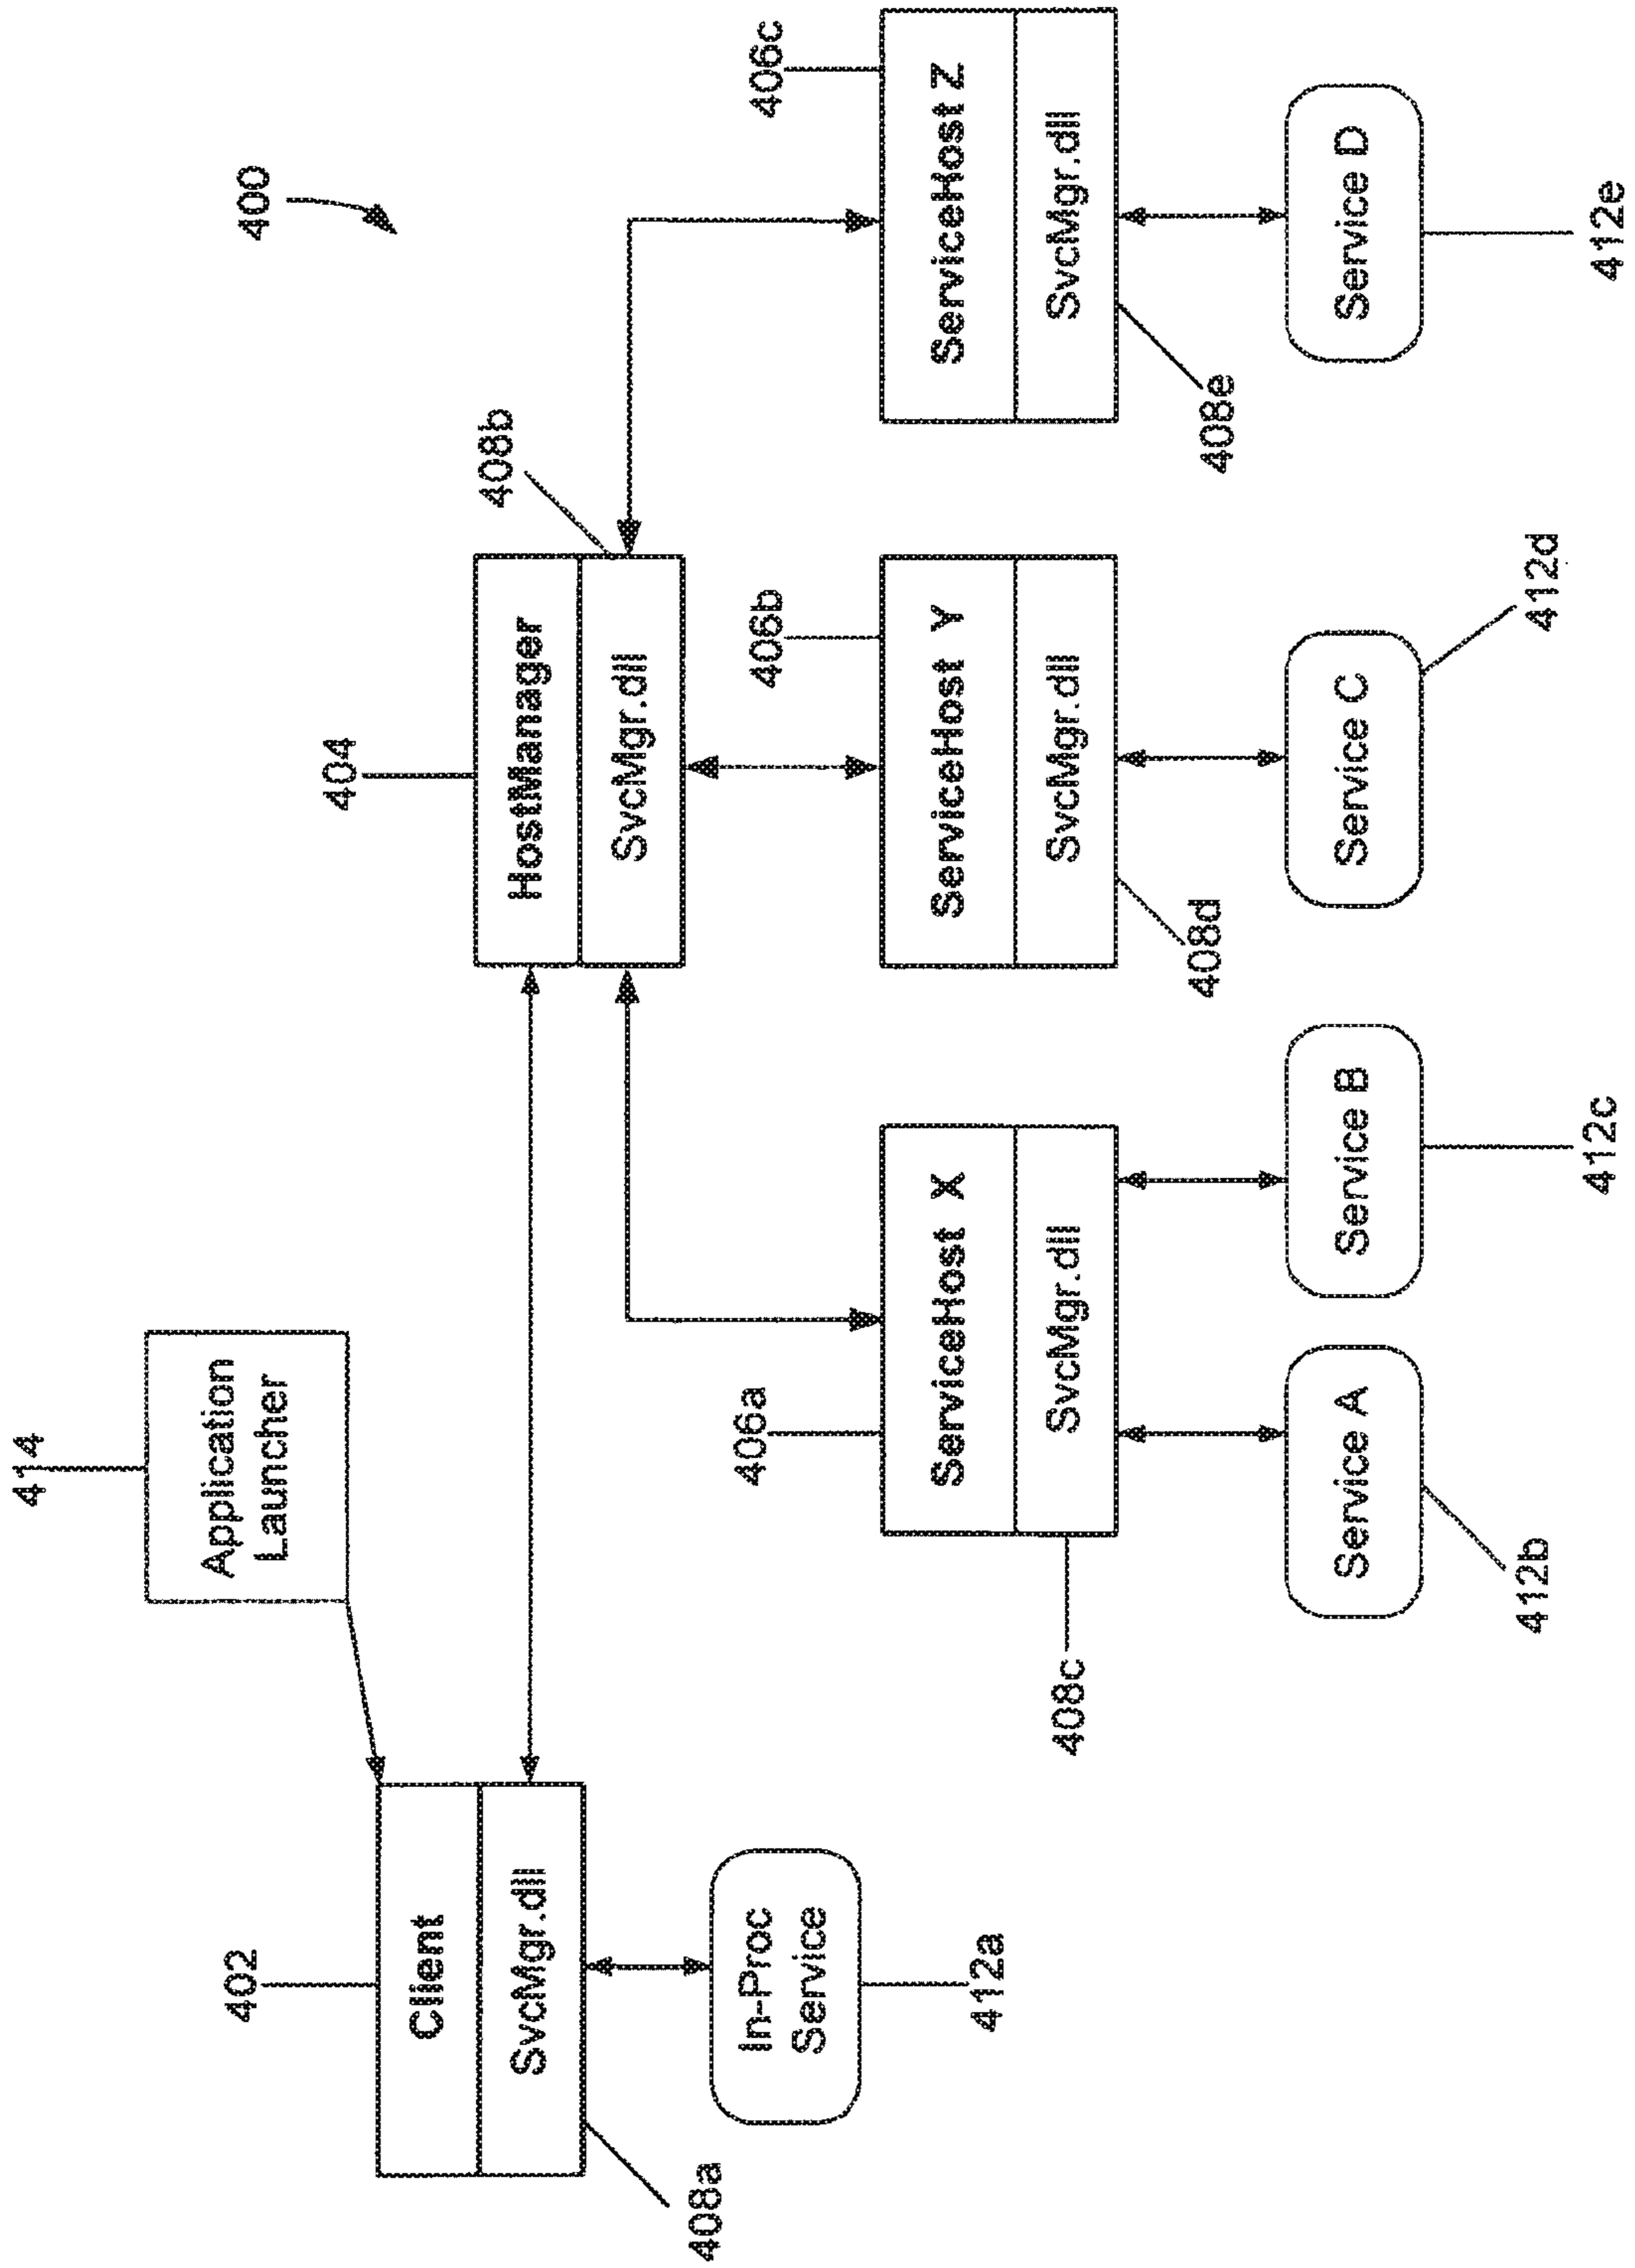 414
400
Application
Launcher
402
404
408b
Client
SvcMgr.dll
HostManager
SvcMgr.dll
408a
In-Proc
Service
412a
406a
406b
406c
ServiceHost X
SvcMgr.dll
ServiceHost Y
SvcMgr.dll
ServiceHost Z
SvcMgr.dll
408c
408d
408e
Service A
Service B
Service C
Service D
412b
412c
412d
412e